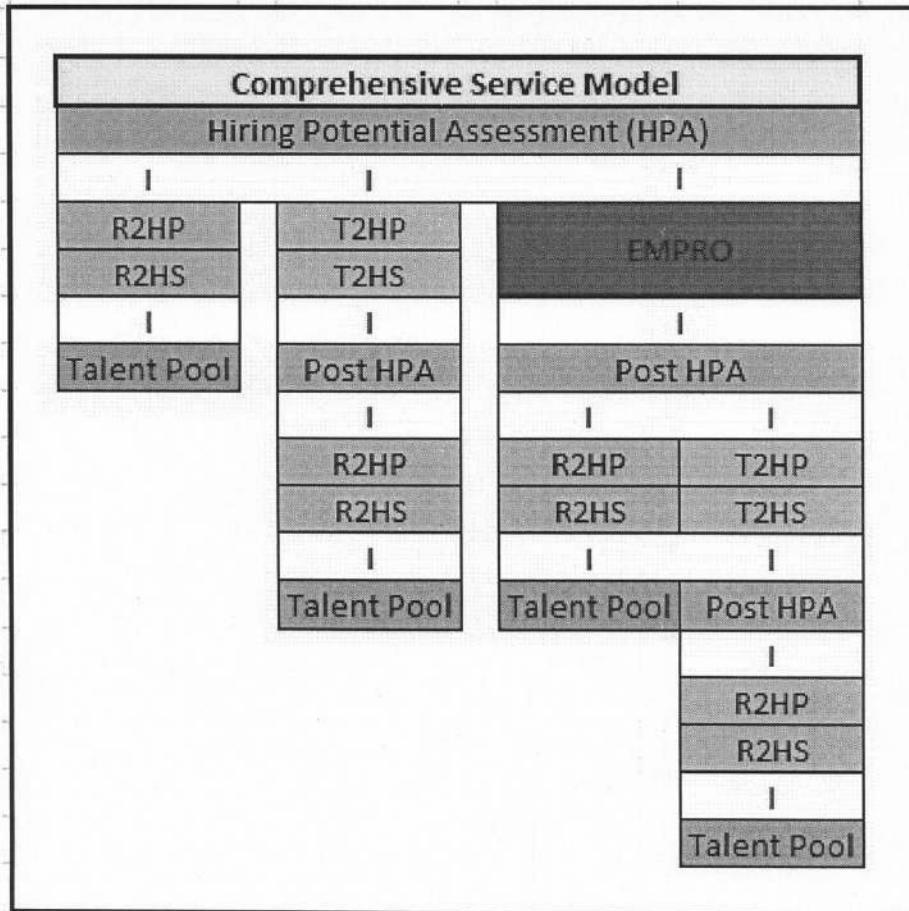 Comprehensive Service Model
Hiring Potential Assessment (HPA)
I I I
R2HP T2HP EMPRO
R2HS T2HS
I I I
Talent Pool Post HPA Post HPA
I I I
R2HP R2HP T2HP
R2HS R2HS T2HS
I I I
Talent Pool Talent Pool Post HPA
I
R2HP
R2HS
I
Talent Pool